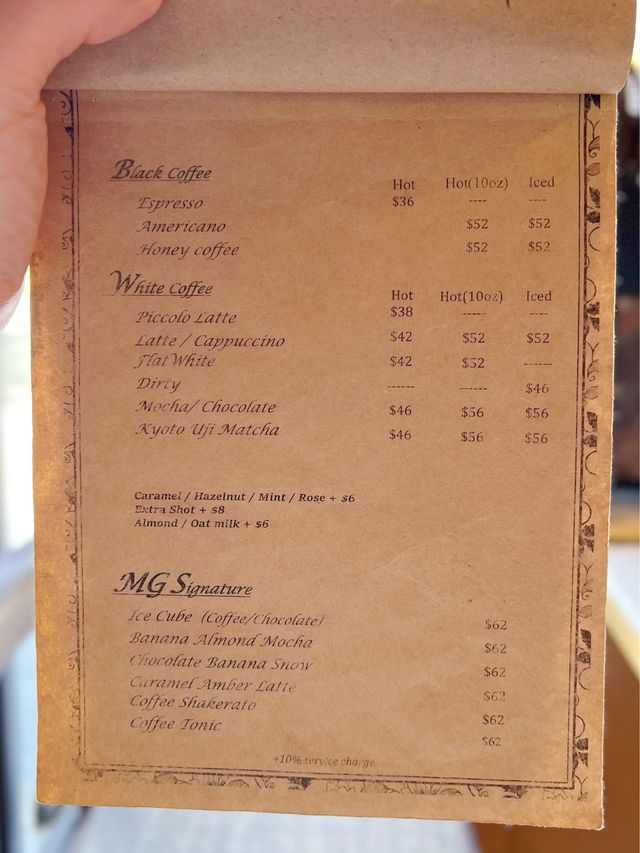 Black Coffee Hot Hot(10oz) Iced
Espresso $36 ---- ----
Americano $52 $52
Honey coffee $52 $52
White Coffee Hot Hot(10oz) Iced
Piccolo Latte $38 ----- ----
Latte / Cappuccino $42 $52 $52
Flat White $42 $52 ------
Dirty ------ ------ $46
Mocha/ Chocolate $46 $56 $56
Kyoto Uji Matcha $46 $56 $56
Caramel / Hazelnut / Mint / Rose + $6
Extra Shot + $8
Almond / Oat milk + $6
MG Signature
Ice Cube (Coffee/Chocolate) $62
Banana Almond Mocha $62
Chocolate Banana Snow $62
Caramel Amber Latte $62
Coffee Shakerato $62
Coffee Tonic $62
+10% service charge